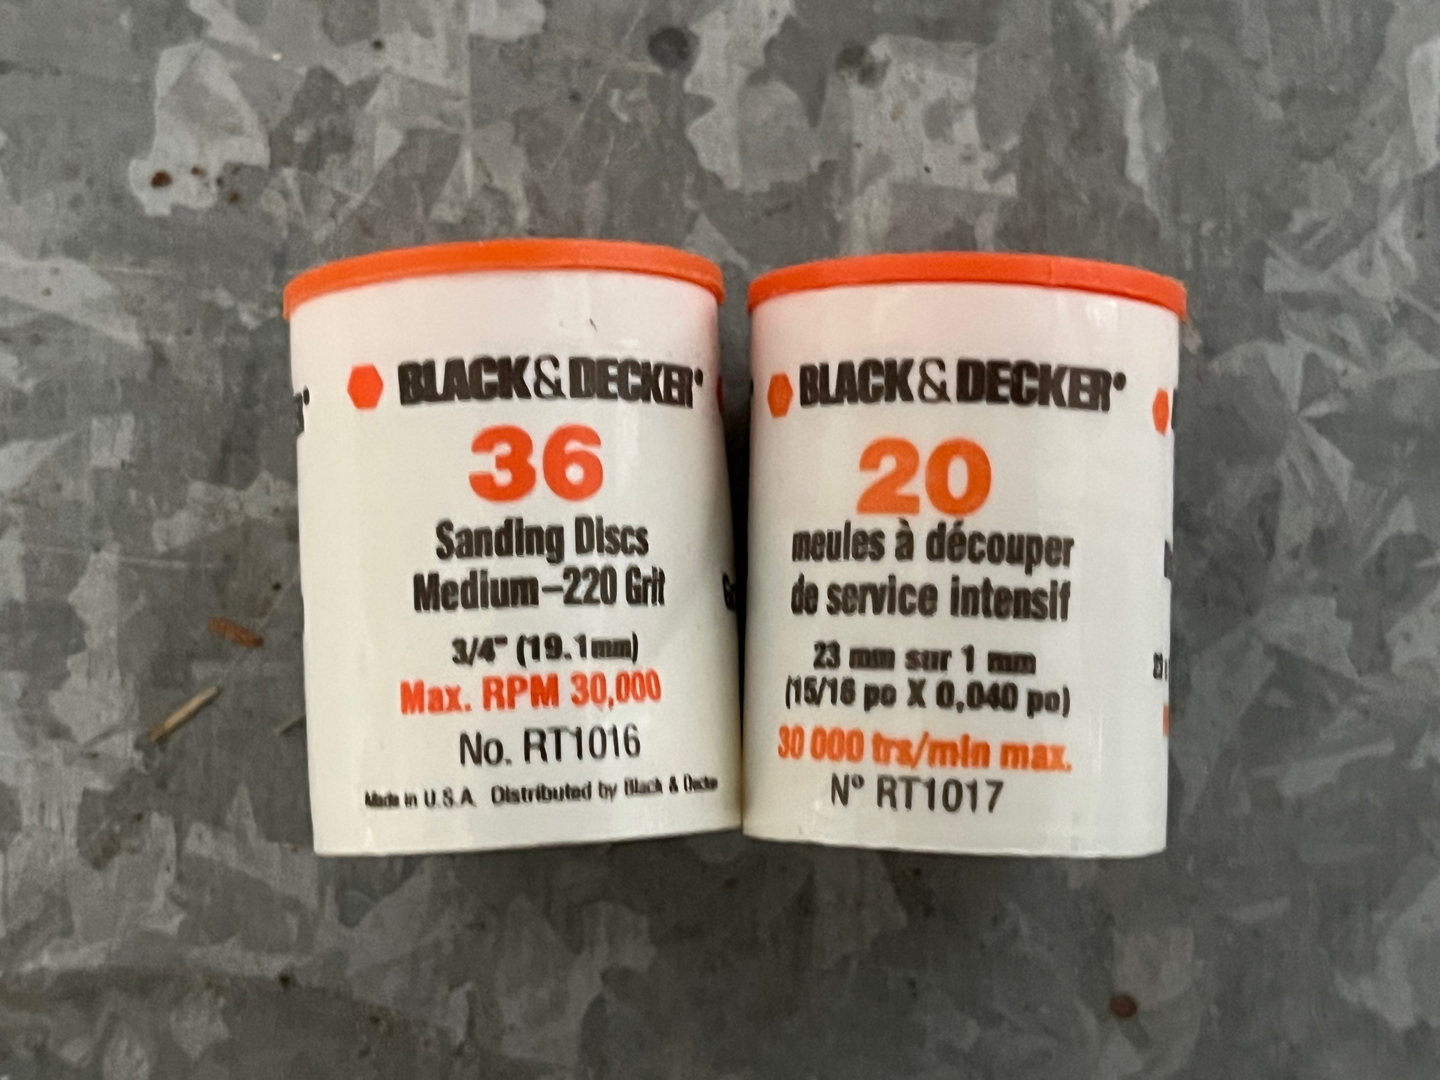 BLACK & DECKER®
36
Sanding Discs
Medium–220 Grit
3/4" (19.1mm)
Max. RPM 30,000
No. RT1016
Made in U.S.A. Distributed by Black & Decker
BLACK & DECKER®
20
meules à découper
de service intensif
23 mm sur 1 mm
(15/16 po X 0,040 po)
30 000 trs/min max.
N° RT1017